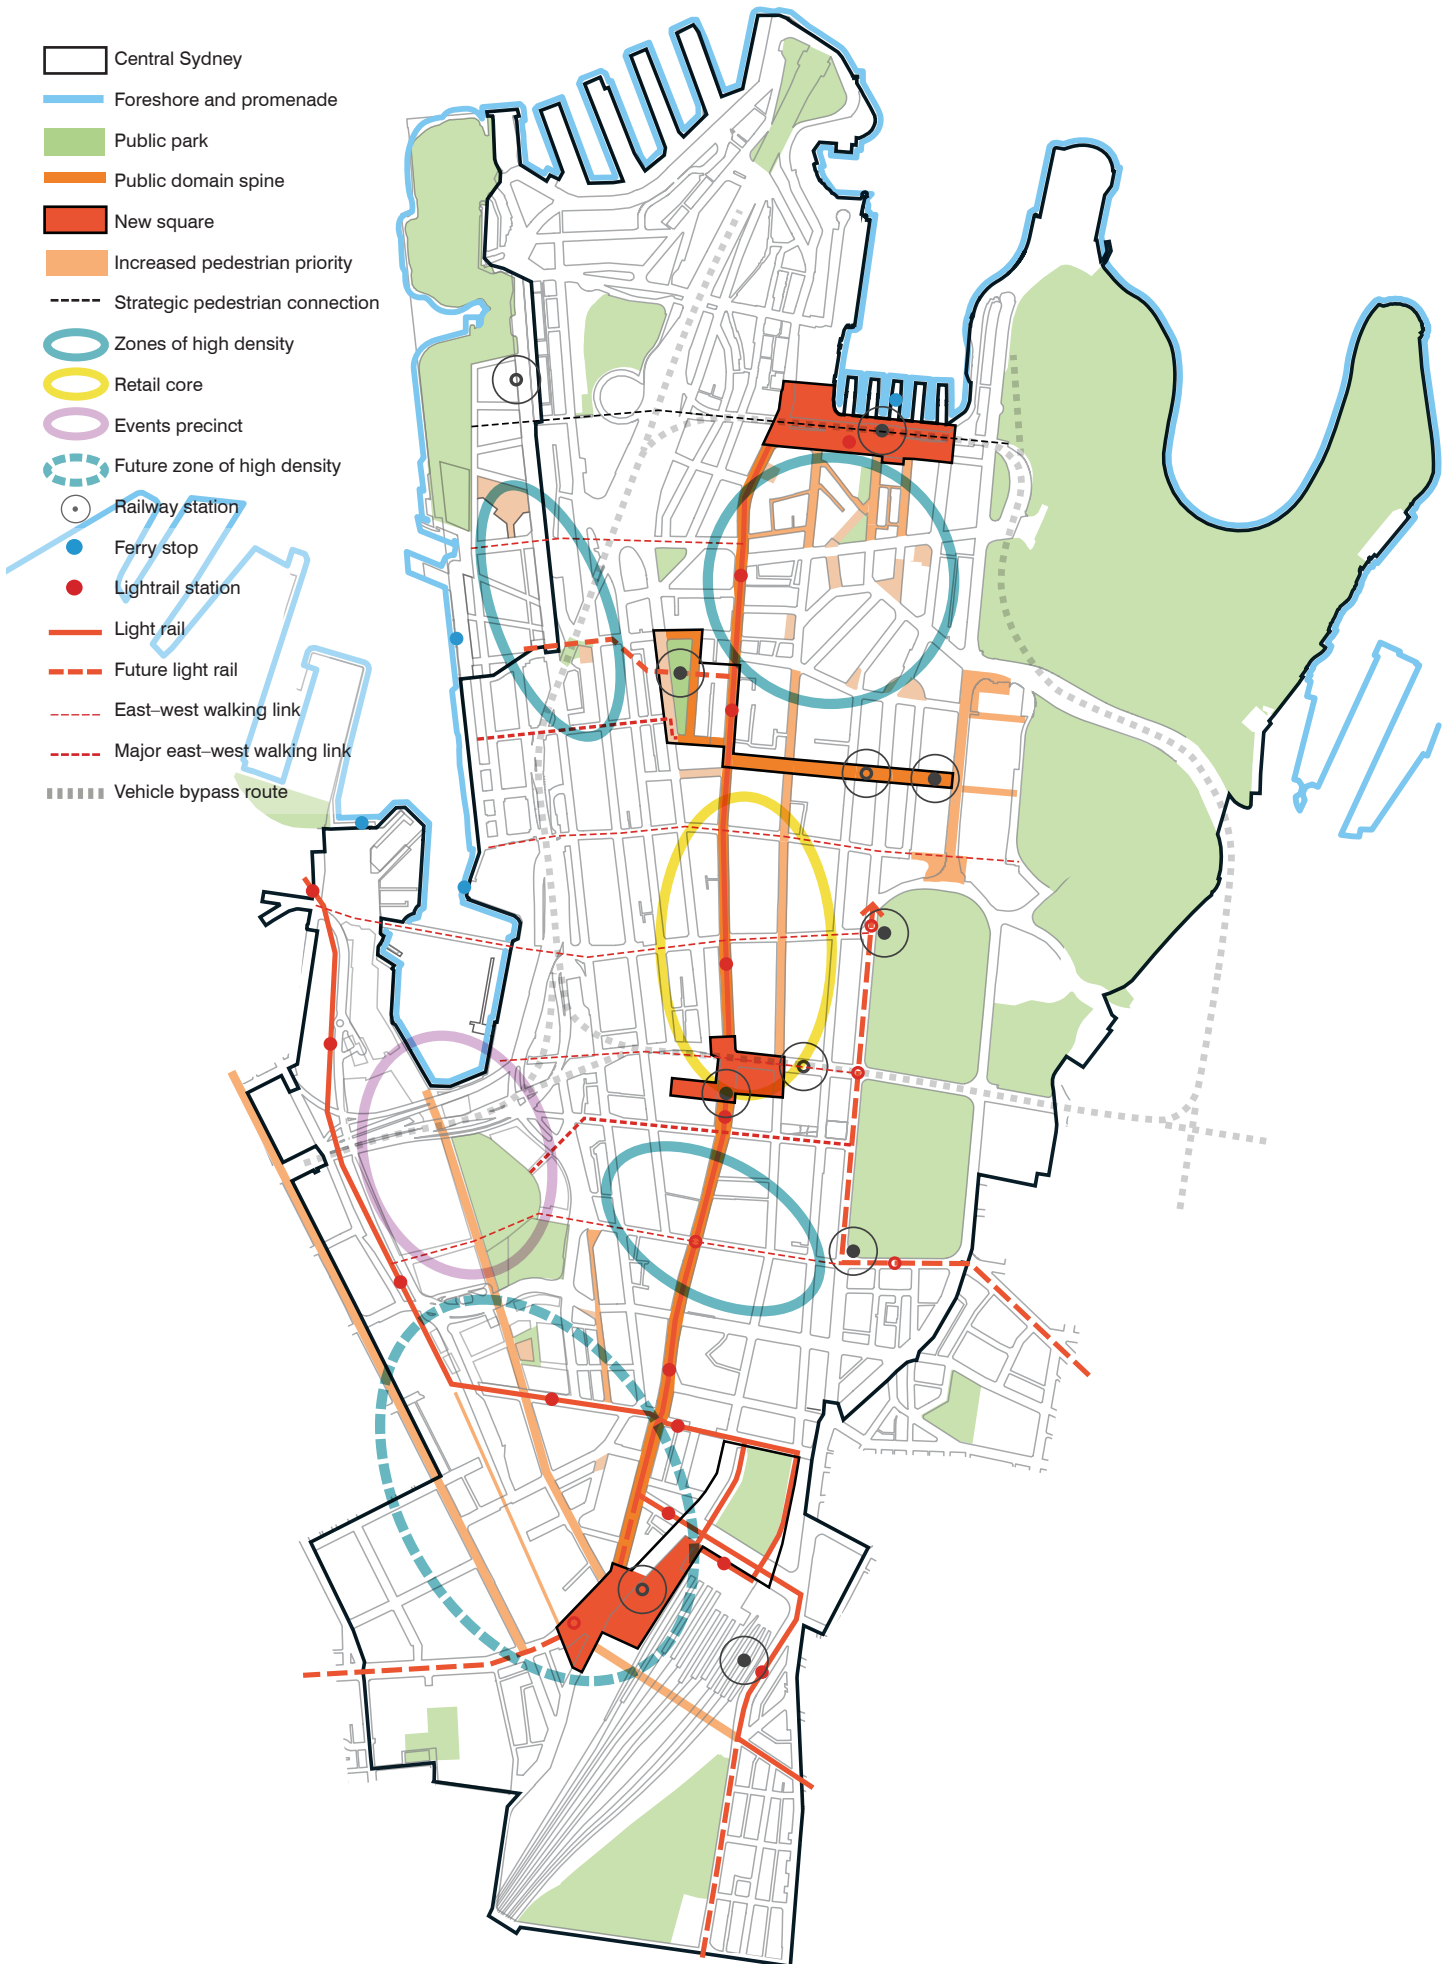 Central Sydney
Foreshore and promenade
Public park
Public domain spine
New square
Increased pedestrian priority
Strategic pedestrian connection
Zones of high density
Retail core
Events precinct
Future zone of high density
Railway station
Ferry stop
Lightrail station
Light rail
Future light rail
East–west walking link
Major east–west walking link
Vehicle bypass route